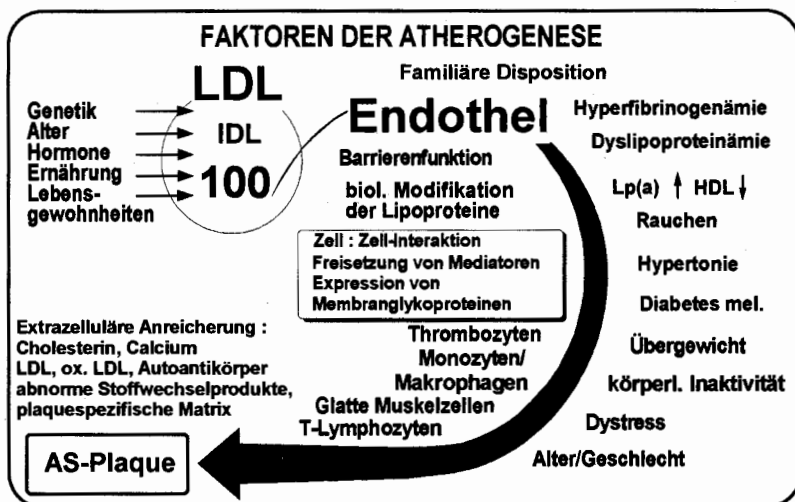 FAKTOREN DER ATHEROGENESE
Genetik
Alter
Hormone
Ernährung
Lebens-
gewohnheiten
LDL
IDL
100
Familiäre Disposition
Endothel
Barrierenfunktion
biol. Modifikation
der Lipoproteine
Zell : Zell-Interaktion
Freisetzung von Mediatoren
Expression von
Membranglykoproteinen
Thrombozyten
Monozyten/
Makrophagen
Glatte Muskelzellen
T-Lymphozyten
Hyperfibrinogenämie
Dyslipoproteinämie
Lp(a) ↑ HDL ↓
Rauchen
Hypertonie
Diabetes mel.
Übergewicht
körperl. Inaktivität
Dystress
Alter/Geschlecht
Extrazelluläre Anreicherung :
Cholesterin, Calcium
LDL, ox. LDL, Autoantikörper
abnorme Stoffwechselprodukte,
plaquespezifische Matrix
AS-Plaque